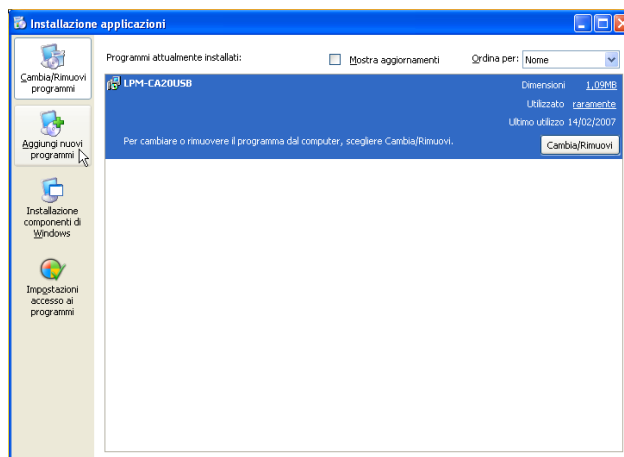 Installazione applicazioni
Cambia/Rimuovi
programmi
Aggiungi nuovi
programmi
Installazione
componenti di
Windows
Impostazioni
accesso ai
programmi
Programmi attualmente installati:
Mostra aggiornamenti
Ordina per: Nome
LPM-CA20USB
Dimensioni 1,09MB
Utilizzato raramente
Ultimo utilizzo 14/02/2007
Per cambiare o rimuovere il programma dal computer, scegliere Cambia/Rimuovi.
Cambia/Rimuovi